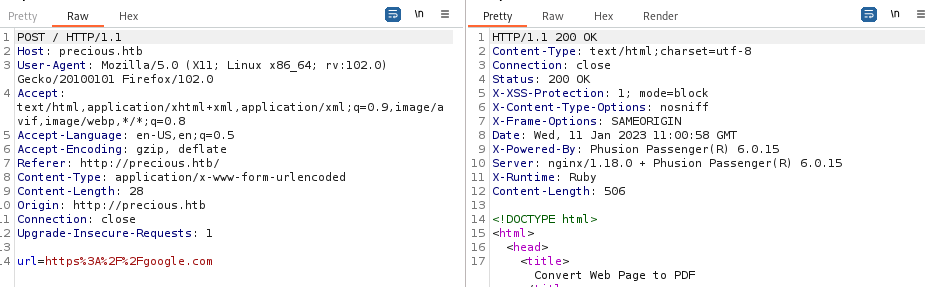 Pretty Raw Hex \n
1 POST / HTTP/1.1
2 Host: precious.htb
3 User-Agent: Mozilla/5.0 (X11; Linux x86_64; rv:102.0)
Gecko/20100101 Firefox/102.0
4 Accept:
text/html,application/xhtml+xml,application/xml;q=0.9,image/a
vif,image/webp,*/*;q=0.8
5 Accept-Language: en-US,en;q=0.5
6 Accept-Encoding: gzip, deflate
7 Referer: http://precious.htb/
8 Content-Type: application/x-www-form-urlencoded
9 Content-Length: 28
.0 Origin: http://precious.htb
.1 Connection: close
.2 Upgrade-Insecure-Requests: 1
.3
.4 url=https%3A%2F%2Fgoogle.com
Pretty Raw Hex Render \n
1 HTTP/1.1 200 OK
2 Content-Type: text/html;charset=utf-8
3 Connection: close
4 Status: 200 OK
5 X-XSS-Protection: 1; mode=block
6 X-Content-Type-Options: nosniff
7 X-Frame-Options: SAMEORIGIN
8 Date: Wed, 11 Jan 2023 11:00:58 GMT
9 X-Powered-By: Phusion Passenger(R) 6.0.15
10 Server: nginx/1.18.0 + Phusion Passenger(R) 6.0.15
11 X-Runtime: Ruby
12 Content-Length: 506
13
14 <!DOCTYPE html>
15 <html>
16 <head>
17 <title>
Convert Web Page to PDF